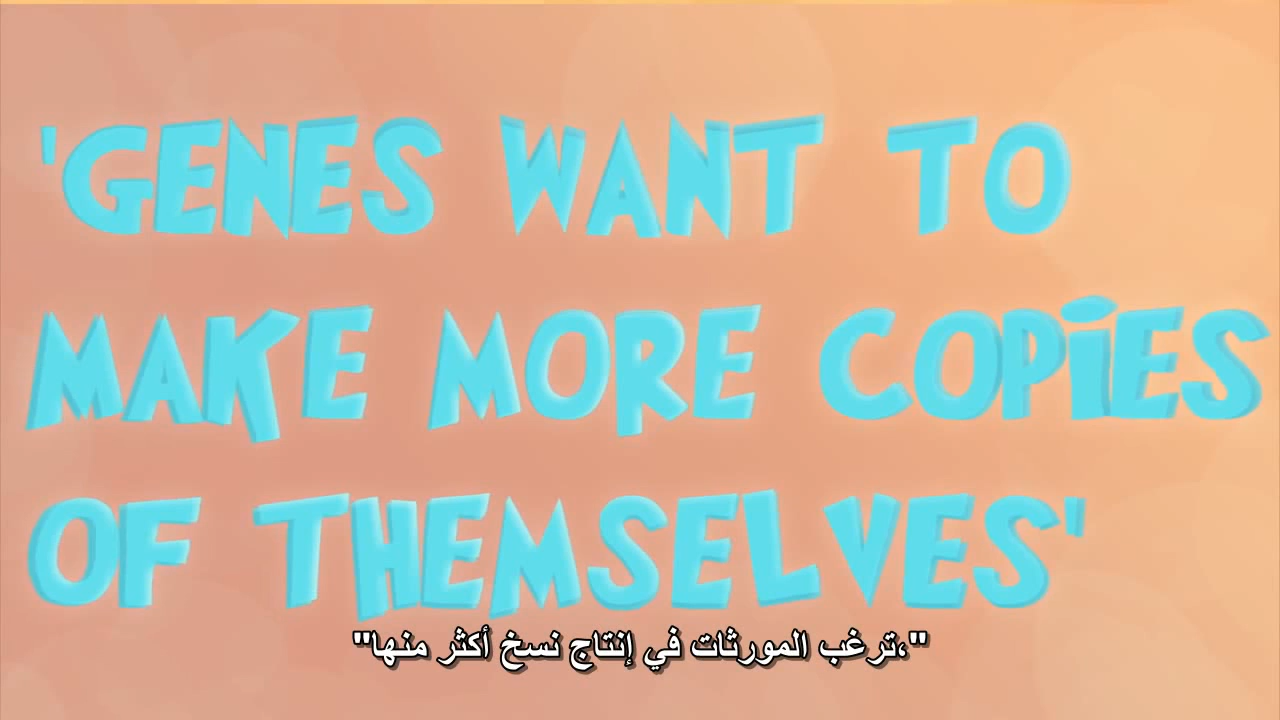 'GENES WANT TO
MAKE MORE COPIES
OF THEMSELVES'
"ترغب المورثات في إنتاج نسخ أكثر منها،"